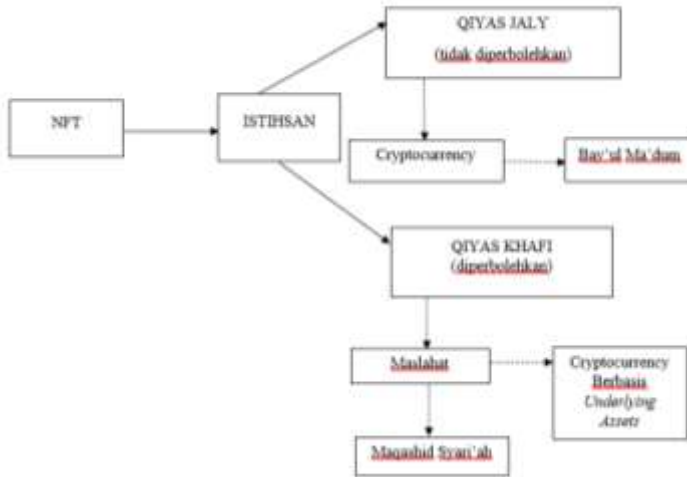 QIYAS JALY
(tidak diperbolehkan)
NFT
ISTIHSAN
Cryptocurrency
Bay'ul Ma'dum
QIYAS KHAFI
(diperbolehkan)
Maslahat
Cryptocurrency
Berbasis
Underlying
Assets
Maqashid Syari'ah